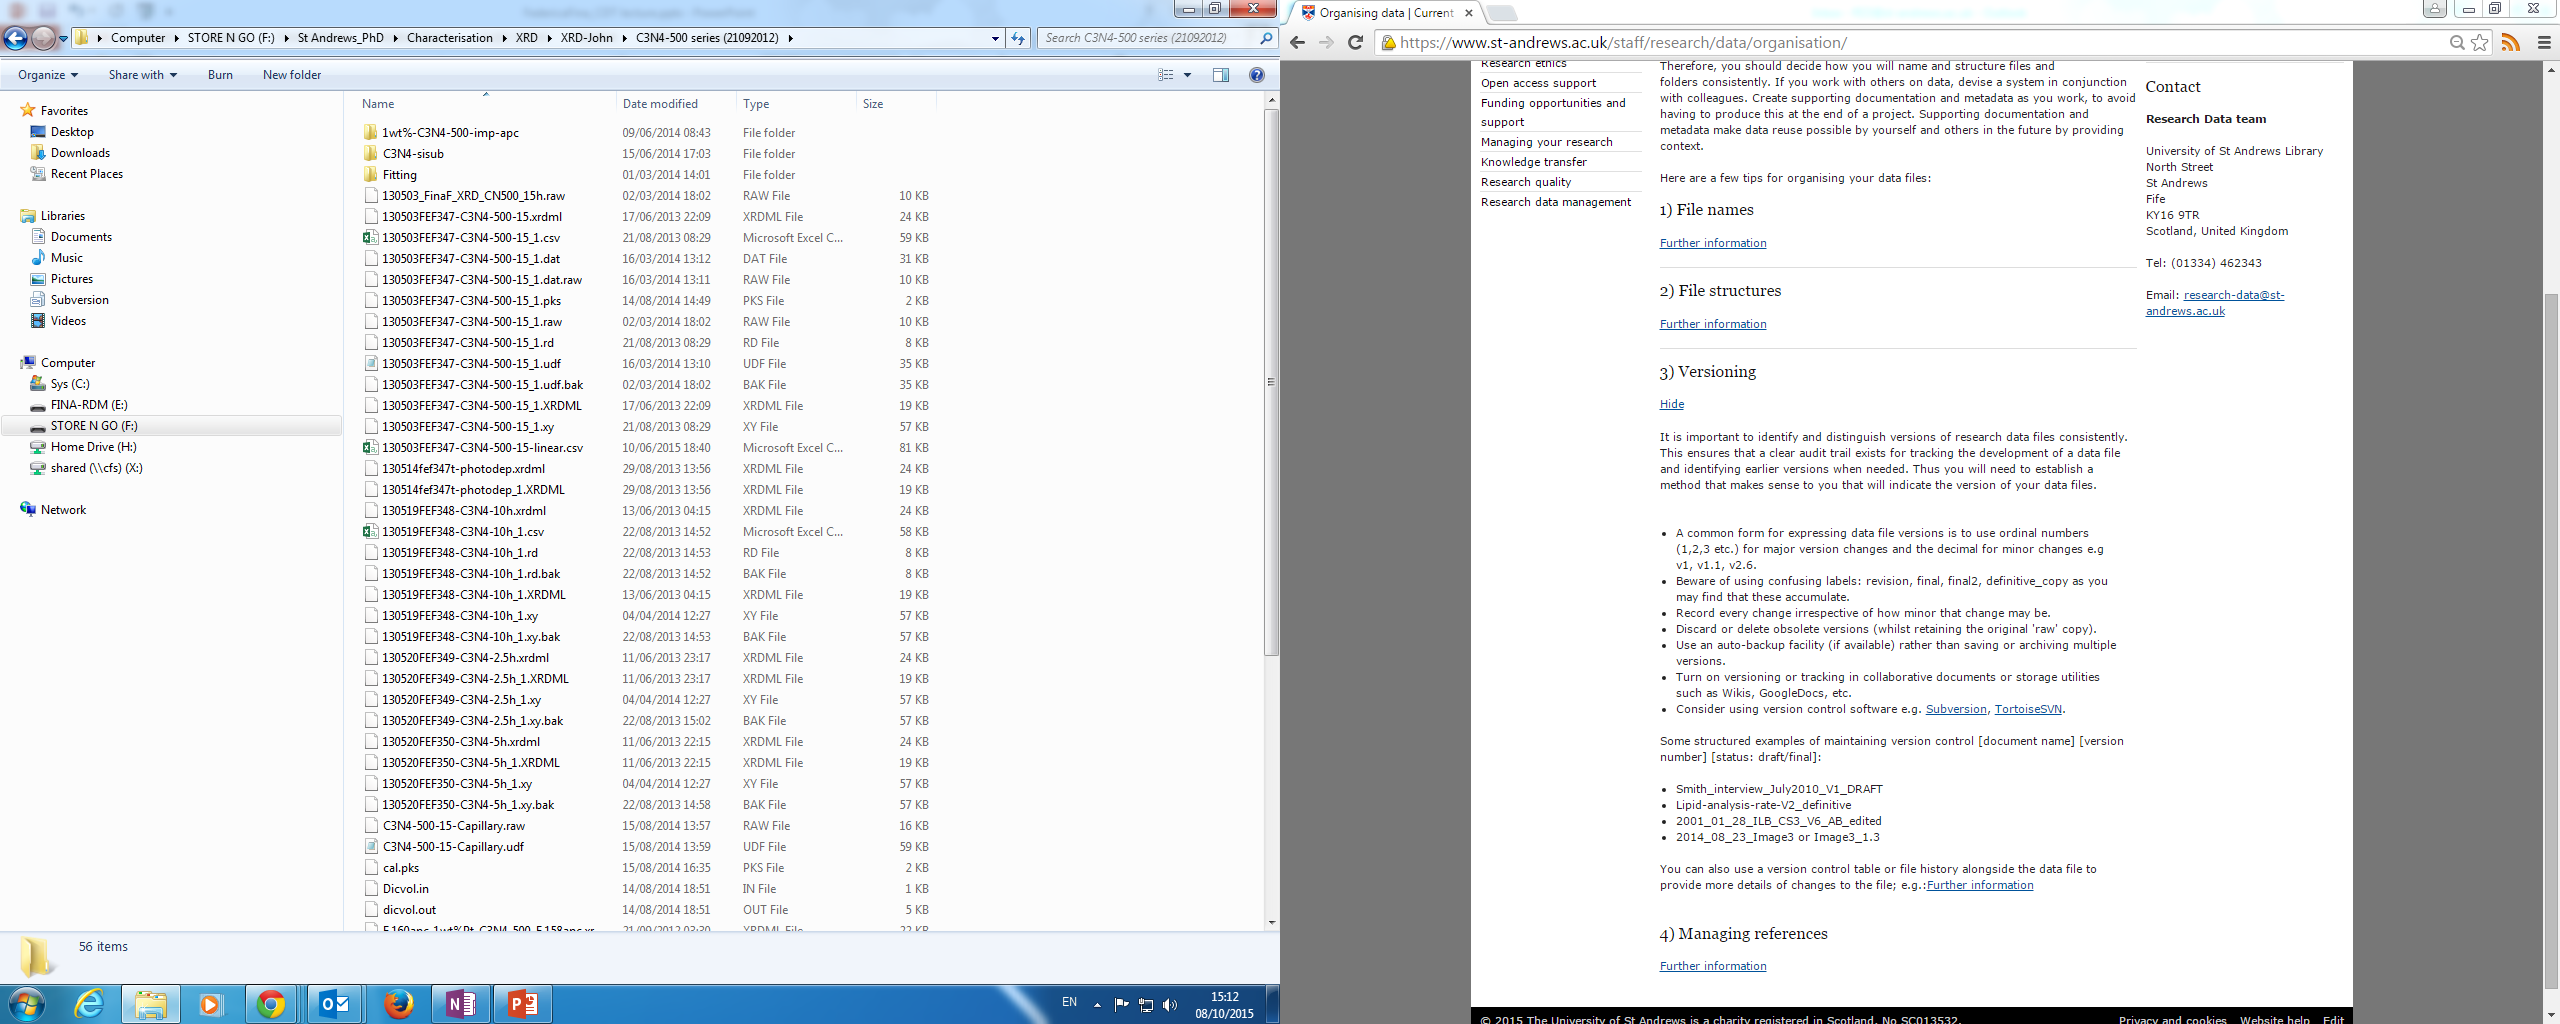 Computer ▸ STORE N GO (F:) ▸ St Andrews_PhD ▸ Characterisation ▸ XRD ▸ XRD-John ▸ C3N4-500 series (21092012) ▸
Search C3N4-500 series (21092012)
Organize Share with Burn New folder
Favorites
Desktop
Downloads
Recent Places
Libraries
Documents
Music
Pictures
Subversion
Videos
Computer
Sys (C:)
FINA-RDM (E:)
STORE N GO (F:)
Home Drive (H:)
shared (\\cfs) (X:)
Network
Name Date modified Type Size
1wt%-C3N4-500-imp-apc 09/06/2014 08:43 File folder
C3N4-sisub 15/06/2014 17:03 File folder
Fitting 01/03/2014 14:01 File folder
130503_FinaF_XRD_CN500_15h.raw 02/03/2014 18:02 RAW File 10 KB
130503FEF347-C3N4-500-15.xrdml 17/06/2013 22:09 XRDML File 24 KB
130503FEF347-C3N4-500-15_1.csv 21/08/2013 08:29 Microsoft Excel C... 59 KB
130503FEF347-C3N4-500-15_1.dat 16/03/2014 13:12 DAT File 31 KB
130503FEF347-C3N4-500-15_1.dat.raw 16/03/2014 13:11 RAW File 10 KB
130503FEF347-C3N4-500-15_1.pks 14/08/2014 14:49 PKS File 2 KB
130503FEF347-C3N4-500-15_1.raw 02/03/2014 18:02 RAW File 10 KB
130503FEF347-C3N4-500-15_1.rd 21/08/2013 08:29 RD File 8 KB
130503FEF347-C3N4-500-15_1.udf 16/03/2014 13:10 UDF File 35 KB
130503FEF347-C3N4-500-15_1.udf.bak 02/03/2014 18:02 BAK File 35 KB
130503FEF347-C3N4-500-15_1.XRDML 17/06/2013 22:09 XRDML File 19 KB
130503FEF347-C3N4-500-15_1.xy 21/08/2013 08:29 XY File 57 KB
130503FEF347-C3N4-500-15-linear.csv 10/06/2015 18:40 Microsoft Excel C... 81 KB
130514fef347t-photodep.xrdml 29/08/2013 13:56 XRDML File 24 KB
130514fef347t-photodep_1.XRDML 29/08/2013 13:56 XRDML File 19 KB
130519FEF348-C3N4-10h.xrdml 13/06/2013 04:15 XRDML File 24 KB
130519FEF348-C3N4-10h_1.csv 22/08/2013 14:52 Microsoft Excel C... 58 KB
130519FEF348-C3N4-10h_1.rd 22/08/2013 14:53 RD File 8 KB
130519FEF348-C3N4-10h_1.rd.bak 22/08/2013 14:52 BAK File 8 KB
130519FEF348-C3N4-10h_1.XRDML 13/06/2013 04:15 XRDML File 19 KB
130519FEF348-C3N4-10h_1.xy 04/04/2014 12:27 XY File 57 KB
130519FEF348-C3N4-10h_1.xy.bak 22/08/2013 14:53 BAK File 57 KB
130520FEF349-C3N4-2.5h.xrdml 11/06/2013 23:17 XRDML File 24 KB
130520FEF349-C3N4-2.5h_1.XRDML 11/06/2013 23:17 XRDML File 19 KB
130520FEF349-C3N4-2.5h_1.xy 04/04/2014 12:27 XY File 57 KB
130520FEF349-C3N4-2.5h_1.xy.bak 22/08/2013 15:02 BAK File 57 KB
130520FEF350-C3N4-5h.xrdml 11/06/2013 22:15 XRDML File 24 KB
130520FEF350-C3N4-5h_1.XRDML 11/06/2013 22:15 XRDML File 19 KB
130520FEF350-C3N4-5h_1.xy 04/04/2014 12:27 XY File 57 KB
130520FEF350-C3N4-5h_1.xy.bak 22/08/2013 14:58 BAK File 57 KB
C3N4-500-15-Capillary.raw 15/08/2014 13:57 RAW File 16 KB
C3N4-500-15-Capillary.udf 15/08/2014 13:59 UDF File 59 KB
cal.pks 15/08/2014 16:35 PKS File 2 KB
Dicvol.in 14/08/2014 18:51 IN File 1 KB
dicvol.out 14/08/2014 18:51 OUT File 5 KB
21/09/2012 03:30 XRDML File 22 KB
56 items
EN
15:12
08/10/2015
Organising data | Current
https://www.st-andrews.ac.uk/staff/research/data/organisation/
Research ethics
Open access support
Funding opportunities and
support
Managing your research
Knowledge transfer
Research quality
Research data management
Therefore, you should decide how you will name and structure files and
folders consistently. If you work with others on data, devise a system in conjunction
with colleagues. Create supporting documentation and metadata as you work, to avoid
having to produce this at the end of a project. Supporting documentation and
metadata make data reuse possible by yourself and others in the future by providing
context.
Here are a few tips for organising your data files:
1) File names
Further information
2) File structures
Further information
3) Versioning
Hide
It is important to identify and distinguish versions of research data files consistently.
This ensures that a clear audit trail exists for tracking the development of a data file
and identifying earlier versions when needed. Thus you will need to establish a
method that makes sense to you that will indicate the version of your data files.
• A common form for expressing data file versions is to use ordinal numbers
(1,2,3 etc.) for major version changes and the decimal for minor changes e.g
v1, v1.1, v2.6.
• Beware of using confusing labels: revision, final, final2, definitive_copy as you
may find that these accumulate.
• Record every change irrespective of how minor that change may be.
• Discard or delete obsolete versions (whilst retaining the original 'raw' copy).
• Use an auto-backup facility (if available) rather than saving or archiving multiple
versions.
• Turn on versioning or tracking in collaborative documents or storage utilities
such as Wikis, GoogleDocs, etc.
• Consider using version control software e.g. Subversion, TortoiseSVN.
Some structured examples of maintaining version control [document name] [version
number] [status: draft/final]:
• Smith_interview_July2010_V1_DRAFT
• Lipid-analysis-rate-V2_definitive
• 2001_01_28_ILB_CS3_V6_AB_edited
• 2014_08_23_Image3 or Image3_1.3
You can also use a version control table or file history alongside the data file to
provide more details of changes to the file; e.g.:Further information
4) Managing references
Further information
Contact
Research Data team
University of St Andrews Library
North Street
St Andrews
Fife
KY16 9TR
Scotland, United Kingdom
Tel: (01334) 462343
Email: research-data@st-
andrews.ac.uk
© 2015 The University of St Andrews is a charity registered in Scotland, No SC013532.
Privacy and cookies Website help Edit